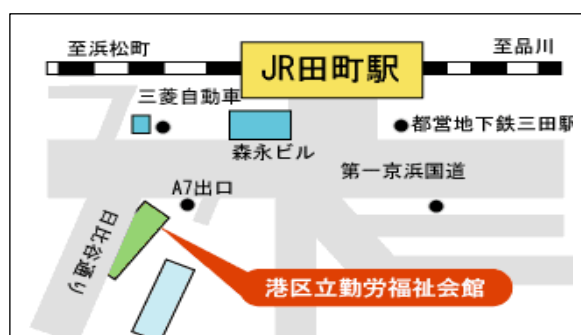 至浜松町
至品川
JR田町駅
三菱自動車
都営地下鉄三田駅
森永ビル
第一京浜国道
A7出口
日比谷通り
港区立勤労福祉会館